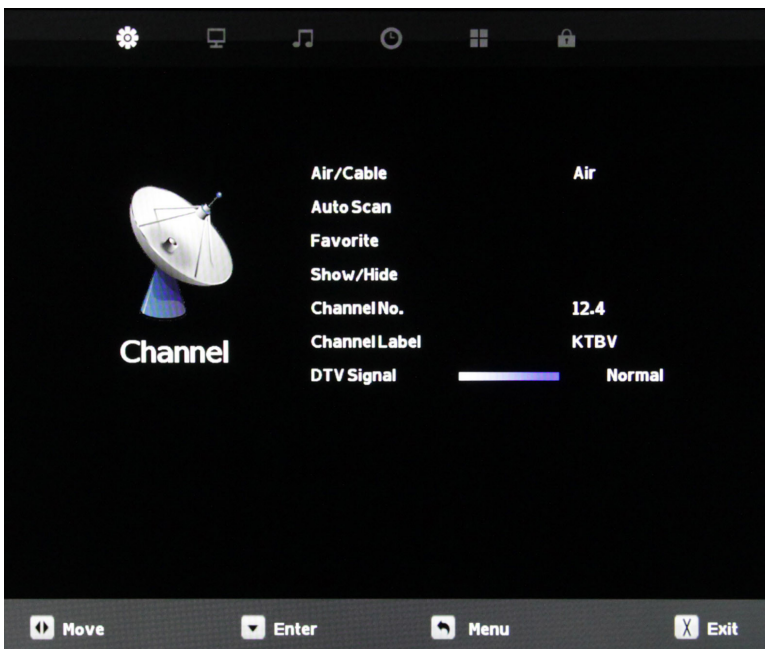 Air/Cable Air
Auto Scan
Favorite
Show/Hide
Channel No. 12.4
Channel Label KTBV
DTV Signal Normal
Channel
Move Enter Menu X Exit